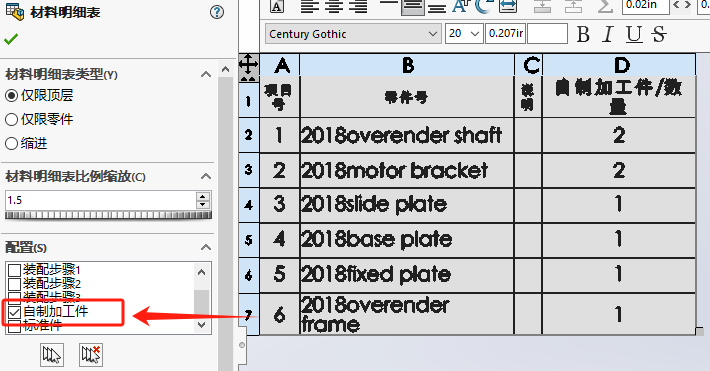 材料明细表
材料明细表类型(Y)
仅限顶层
仅限零件
缩进
材料明细表比例缩放(C)
1.5
配置(S)
装配步骤1
装配步骤2
装配步骤3
自制加工件
标准件
0.02in
0
Century Gothic
20
0.207in
B I U S
A B C D
1 项目号 零件号 说明 自制加工件/数量
2 1 2018overender shaft 2
3 2 2018motor bracket 2
4 3 2018slide plate 1
5 4 2018base plate 1
6 5 2018fixed plate 1
7 6 2018overender frame 1